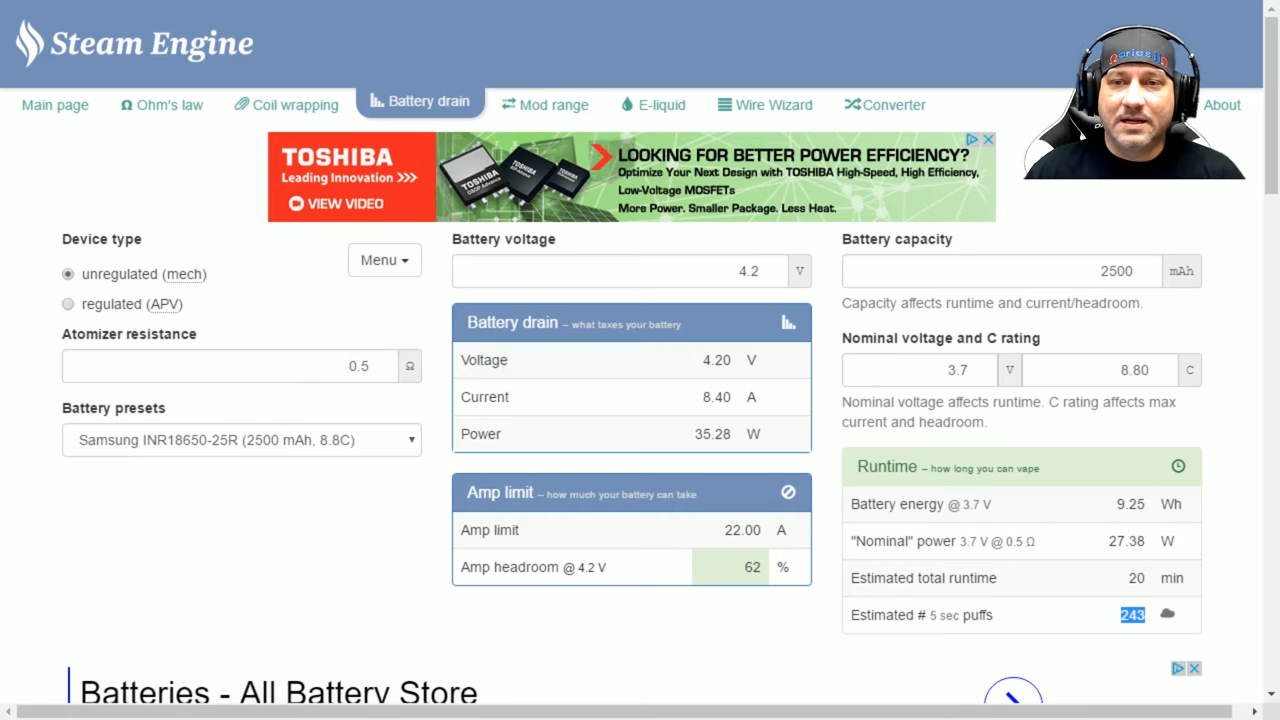 Steam Engine
Main page
Ω Ohm's law
Coil wrapping
Battery drain
Mod range
E-liquid
Wire Wizard
Converter
About
TOSHIBA
Leading Innovation >>>
VIEW VIDEO
LOOKING FOR BETTER POWER EFFICIENCY?
Optimize Your Next Design with TOSHIBA High-Speed, High Efficiency,
Low-Voltage MOSFETs
More Power. Smaller Package. Less Heat.
Device type
Menu
unregulated (mech)
regulated (APV)
Atomizer resistance
0.5 Ω
Battery presets
Samsung INR18650-25R (2500 mAh, 8.8C)
Battery voltage
4.2 V
Battery drain – what taxes your battery
Voltage 4.20 V
Current 8.40 A
Power 35.28 W
Amp limit – how much your battery can take
Amp limit 22.00 A
Amp headroom @ 4.2 V 62 %
Battery capacity
2500 mAh
Capacity affects runtime and current/headroom.
Nominal voltage and C rating
3.7 V 8.80 C
Nominal voltage affects runtime. C rating affects max
current and headroom.
Runtime – how long you can vape
Battery energy @ 3.7 V 9.25 Wh
"Nominal" power 3.7 V @ 0.5 Ω 27.38 W
Estimated total runtime 20 min
Estimated # 5 sec puffs 243
Batteries - All Battery Store